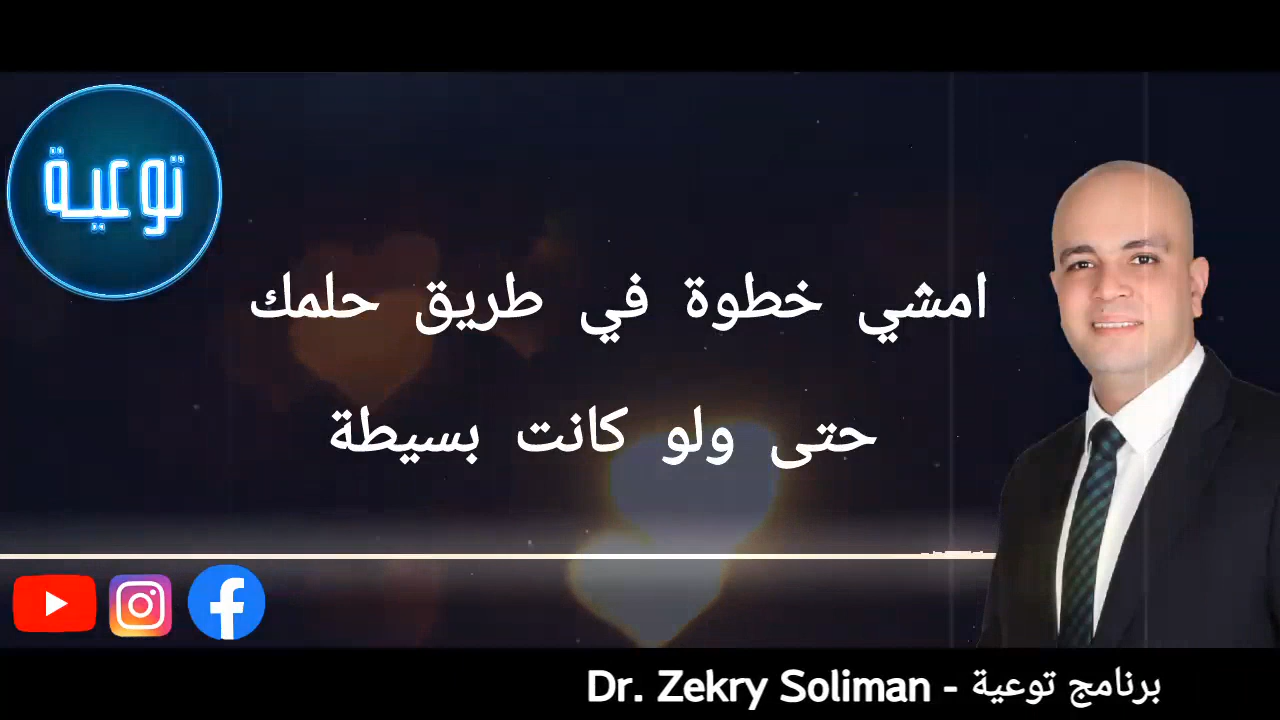 توعية
امشي خطوة في طريق حلمك
حتى ولو كانت بسيطة
Dr. Zekry Soliman - برنامج توعية